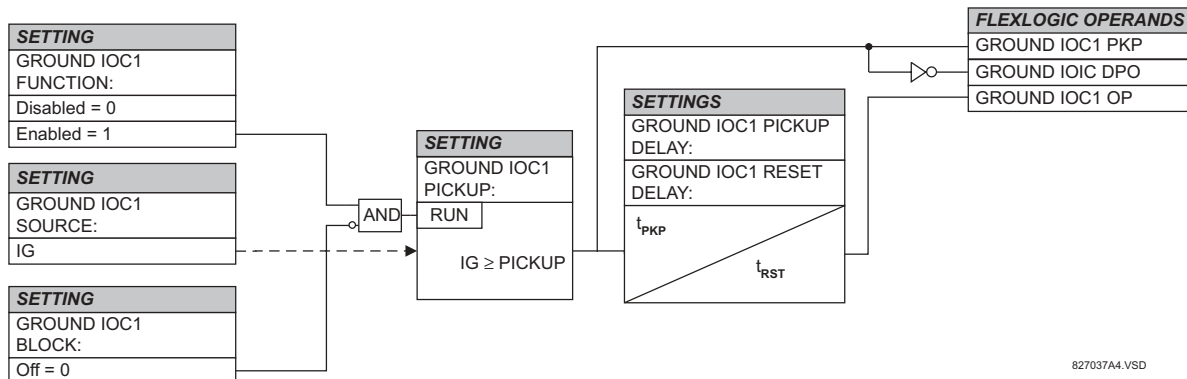 SETTING
GROUND IOC1
FUNCTION:
Disabled = 0
Enabled = 1
SETTING
GROUND IOC1
SOURCE:
IG
SETTING
GROUND IOC1
BLOCK:
Off = 0
AND
SETTING
GROUND IOC1
PICKUP:
RUN
IG ≥ PICKUP
SETTINGS
GROUND IOC1 PICKUP
DELAY:
GROUND IOC1 RESET
DELAY:
tPKP
tRST
FLEXLOGIC OPERANDS
GROUND IOC1 PKP
GROUND IOIC DPO
GROUND IOC1 OP
827037A4.VSD